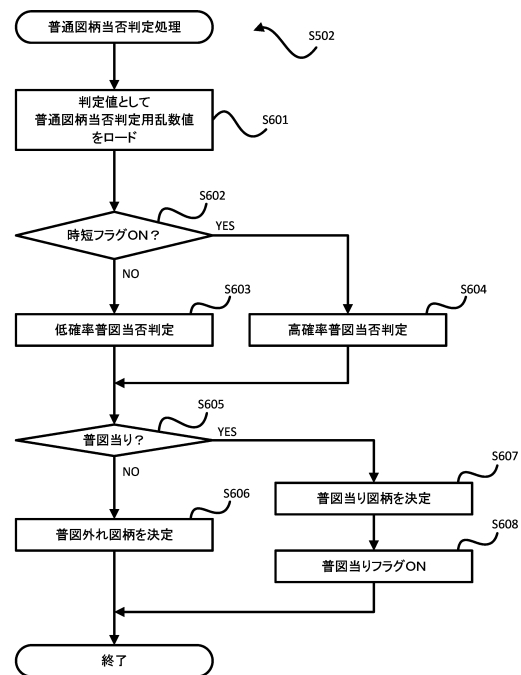 普通図柄当否判定処理
S502
判定値として
普通図柄当否判定用乱数値
をロード
S601
S602
時短フラグON？
YES
NO
S603
低確率普図当否判定
S604
高確率普図当否判定
S605
普図当り？
YES
NO
S607
普図当り図柄を決定
S606
普図外れ図柄を決定
S608
普図当りフラグON
終了